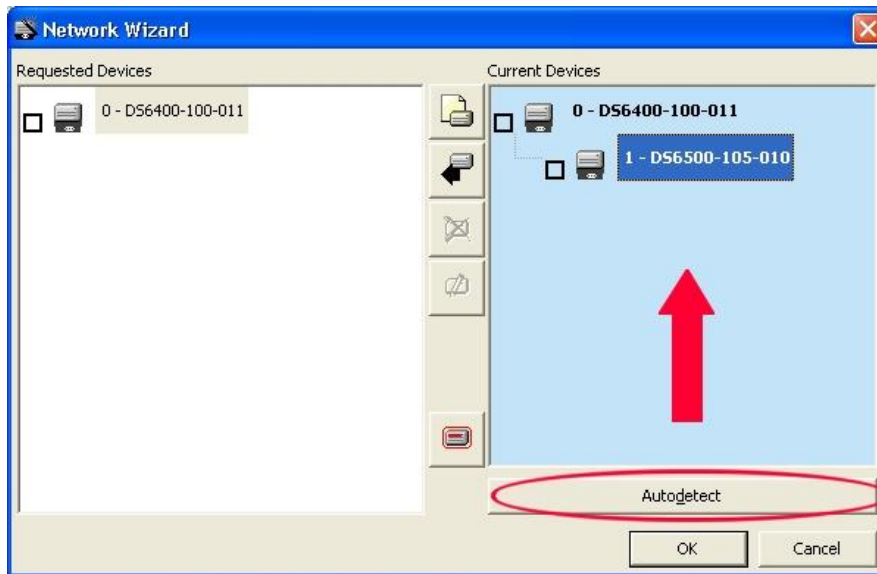 Network Wizard
Requested Devices
Current Devices
0 - DS6400-100-011
0 - DS6400-100-011
1 - DS6500-105-010
Autodetect
OK
Cancel